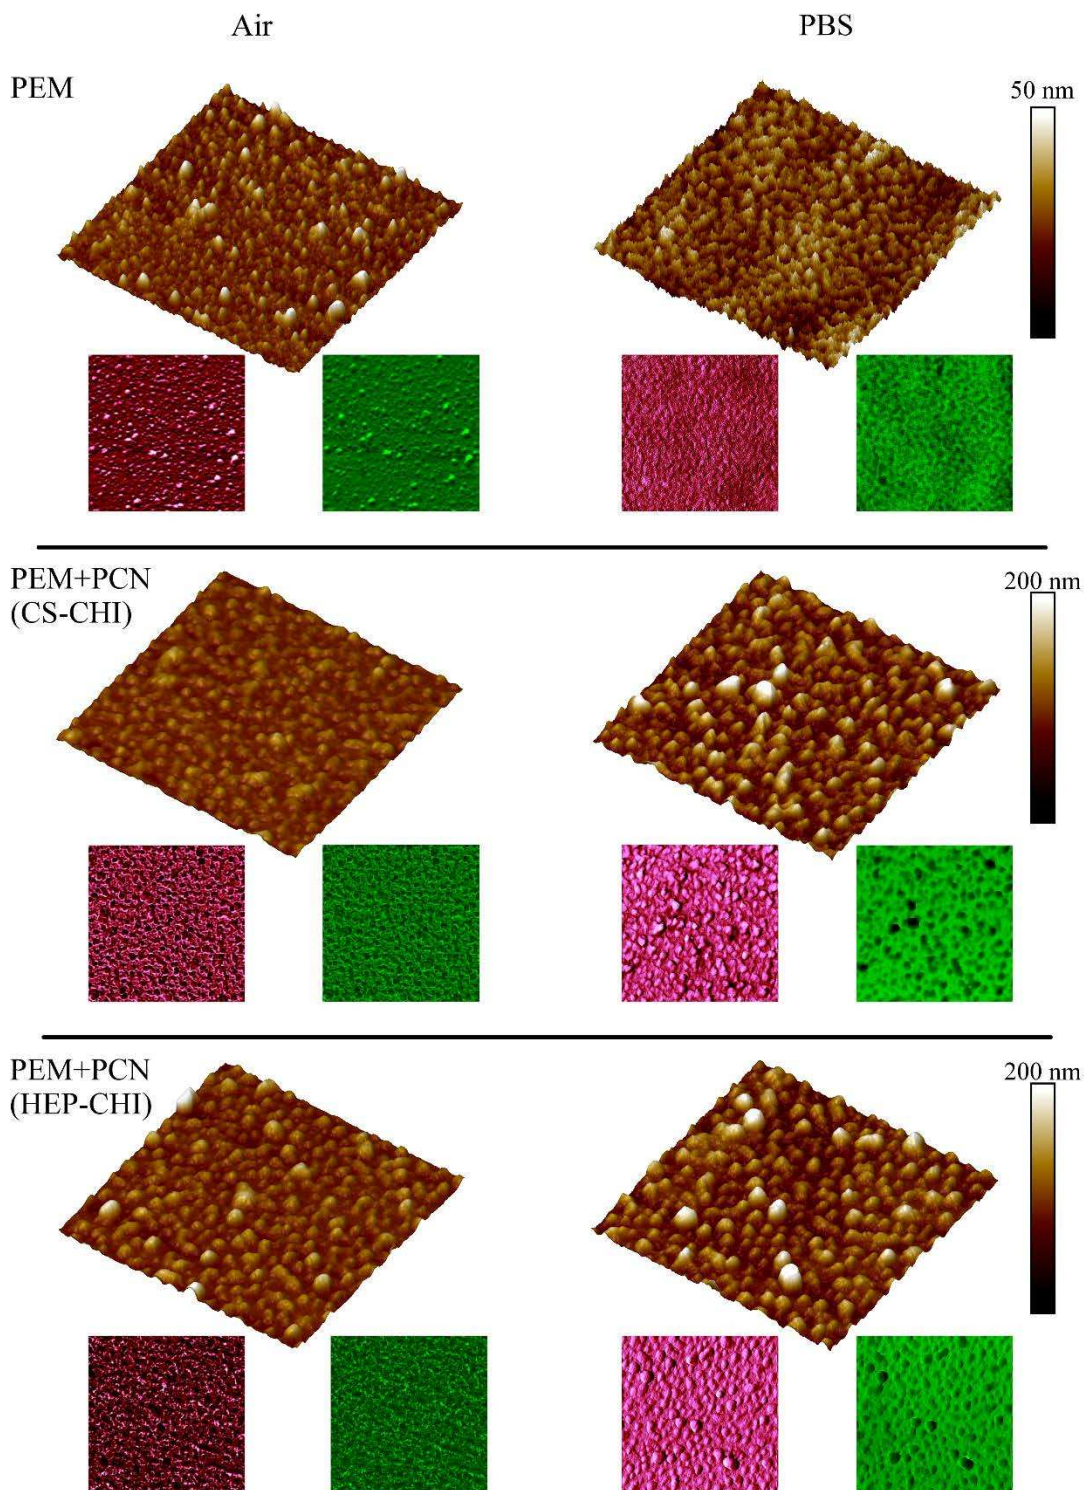 Air
PBS
PEM
50 nm
PEM+PCN
(CS-CHI)
200 nm
PEM+PCN
(HEP-CHI)
200 nm